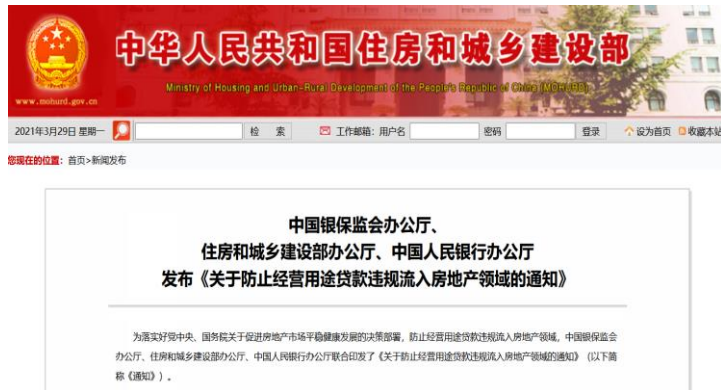 中华人民共和国住房和城乡建设部
Ministry of Housing and Urban-Rural Development of the People's Republic of China (MOHURD)
www.mohurd.gov.cn
2021年3月29日 星期一 检 索 工作邮箱：用户名 密码 登录 设为首页 收藏本站
您现在的位置：首页>新闻发布
中国银保监会办公厅、
住房和城乡建设部办公厅、中国人民银行办公厅
发布《关于防止经营用途贷款违规流入房地产领域的通知》
为落实好党中央、国务院关于促进房地产市场平稳健康发展的决策部署，防止经营用途贷款违规流入房地产领域，中国银保监会
办公厅、住房和城乡建设部办公厅、中国人民银行办公厅联合印发了《关于防止经营用途贷款违规流入房地产领域的通知》（以下简
称《通知》）。